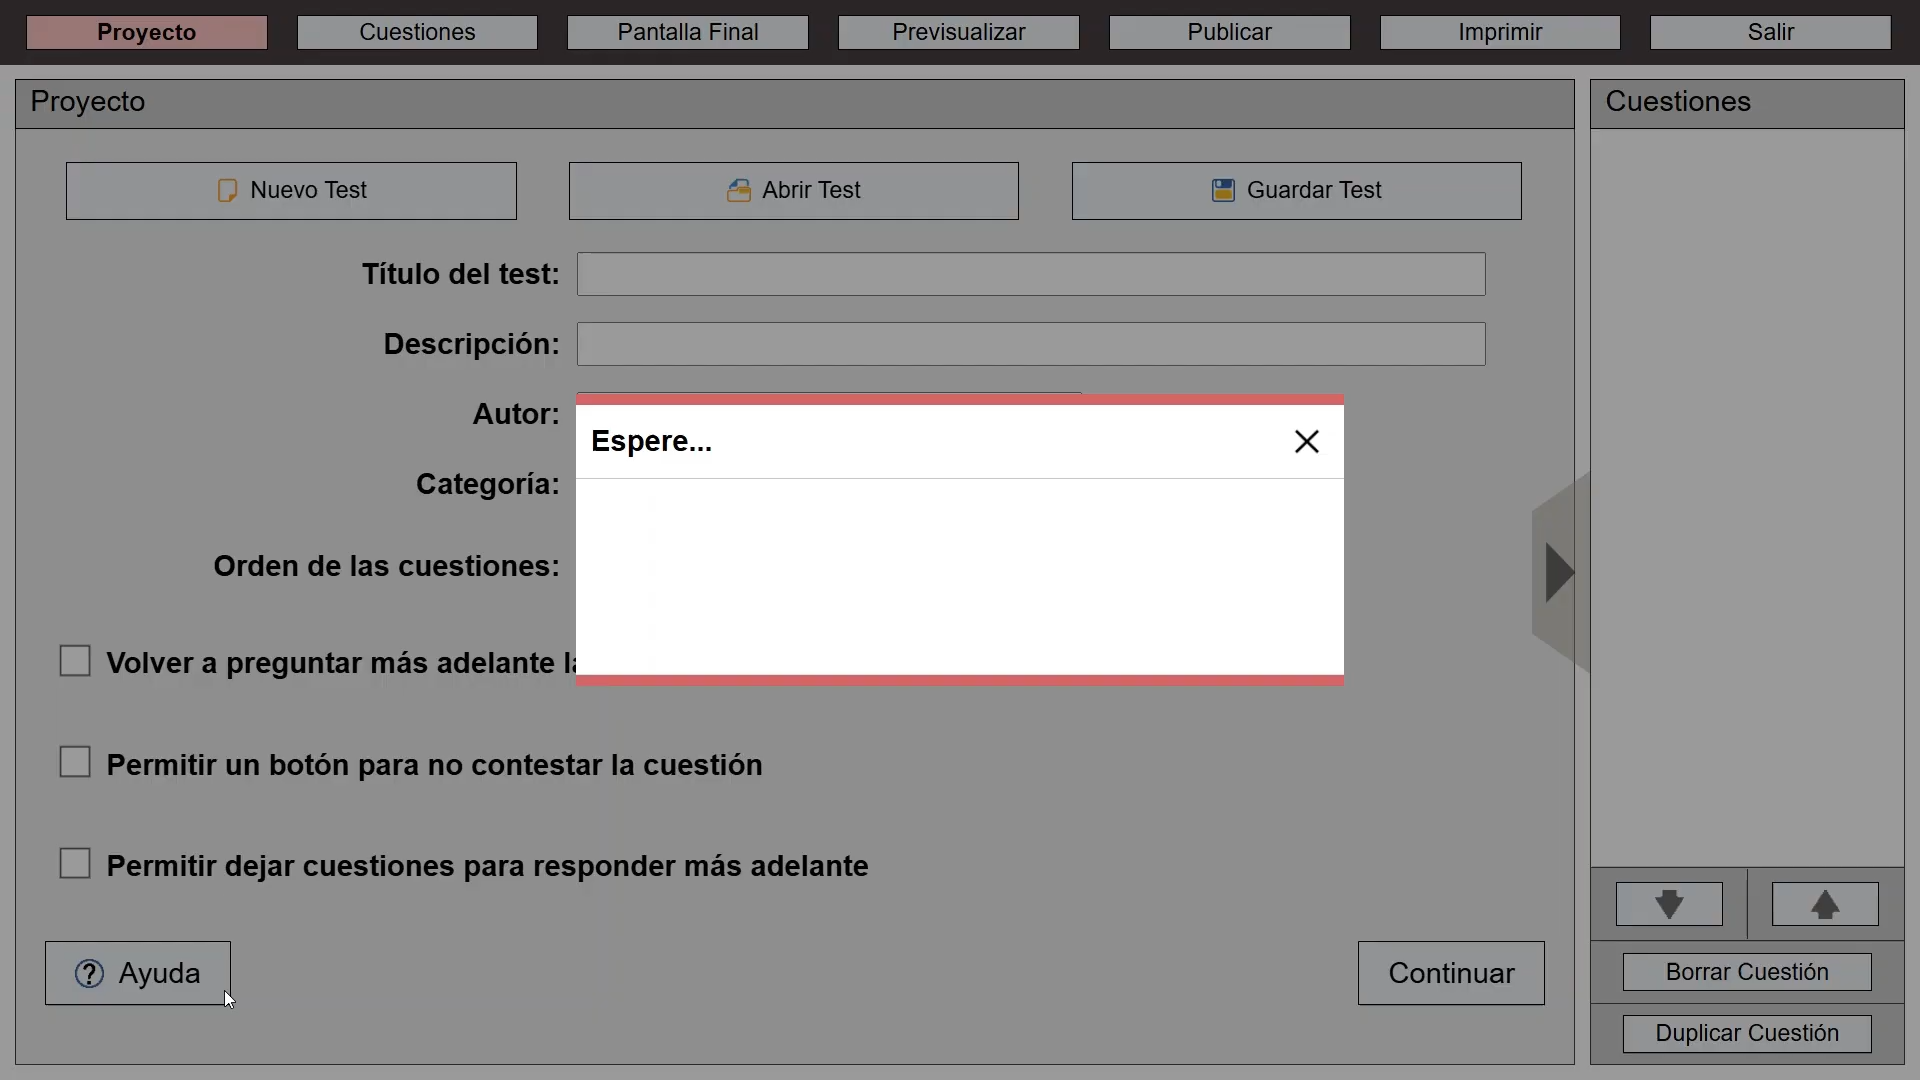 Proyecto
Cuestiones
Pantalla Final
Previsualizar
Publicar
Imprimir
Salir
Proyecto
Cuestiones
Nuevo Test
Abrir Test
Guardar Test
Título del test:
Descripción:
Autor:
Categoría:
Orden de las cuestiones:
Espere...
Volver a preguntar más adelante
Permitir un botón para no contestar la cuestión
Permitir dejar cuestiones para responder más adelante
Ayuda
Continuar
Borrar Cuestión
Duplicar Cuestión